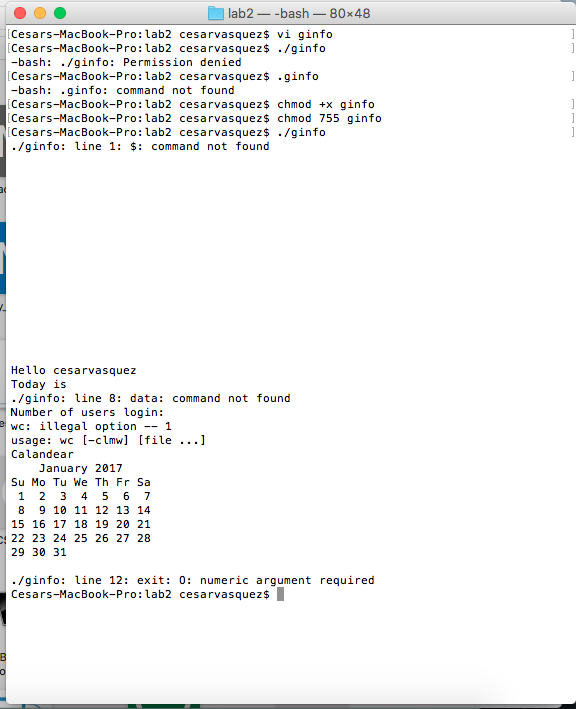 lab2 — -bash — 80×48
[Cesars-MacBook-Pro:lab2 cesarvasquez$ vi ginfo ]
[Cesars-MacBook-Pro:lab2 cesarvasquez$ ./ginfo ]
-bash: ./ginfo: Permission denied
[Cesars-MacBook-Pro:lab2 cesarvasquez$ .ginfo ]
-bash: .ginfo: command not found
[Cesars-MacBook-Pro:lab2 cesarvasquez$ chmod +x ginfo ]
[Cesars-MacBook-Pro:lab2 cesarvasquez$ chmod 755 ginfo ]
[Cesars-MacBook-Pro:lab2 cesarvasquez$ ./ginfo ]
./ginfo: line 1: $: command not found
Hello cesarvasquez
Today is
./ginfo: line 8: data: command not found
Number of users login:
wc: illegal option -- 1
usage: wc [-clmw] [file ...]
Calandear
January 2017
Su Mo Tu We Th Fr Sa
1 2 3 4 5 6 7
8 9 10 11 12 13 14
15 16 17 18 19 20 21
22 23 24 25 26 27 28
29 30 31
./ginfo: line 12: exit: O: numeric argument required
Cesars-MacBook-Pro:lab2 cesarvasquez$